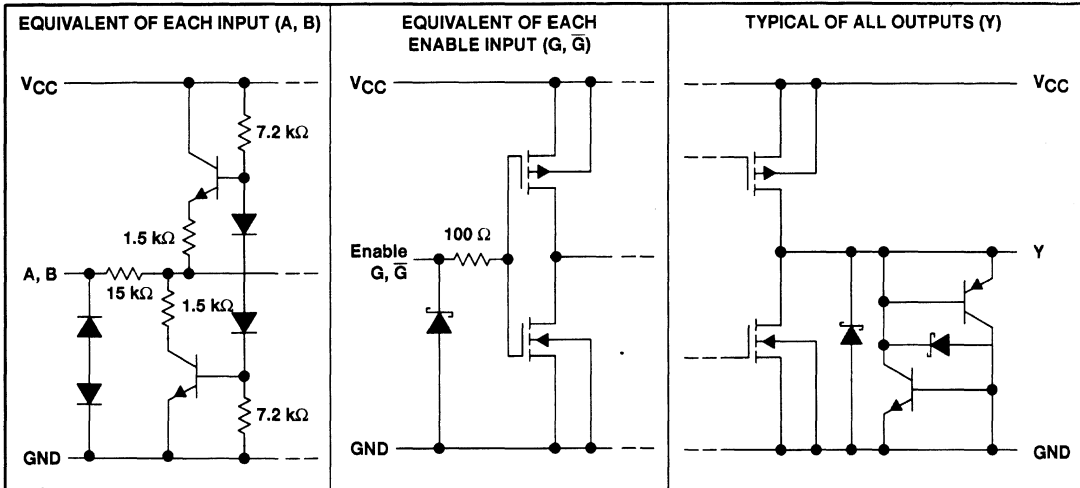 EQUIVALENT OF EACH INPUT (A, B)
VCC
7.2 kΩ
1.5 kΩ
A, B
15 kΩ
1.5 kΩ
7.2 kΩ
GND
EQUIVALENT OF EACH
ENABLE INPUT (G, G̅)
VCC
100 Ω
Enable
G, G̅
GND
TYPICAL OF ALL OUTPUTS (Y)
VCC
Y
GND